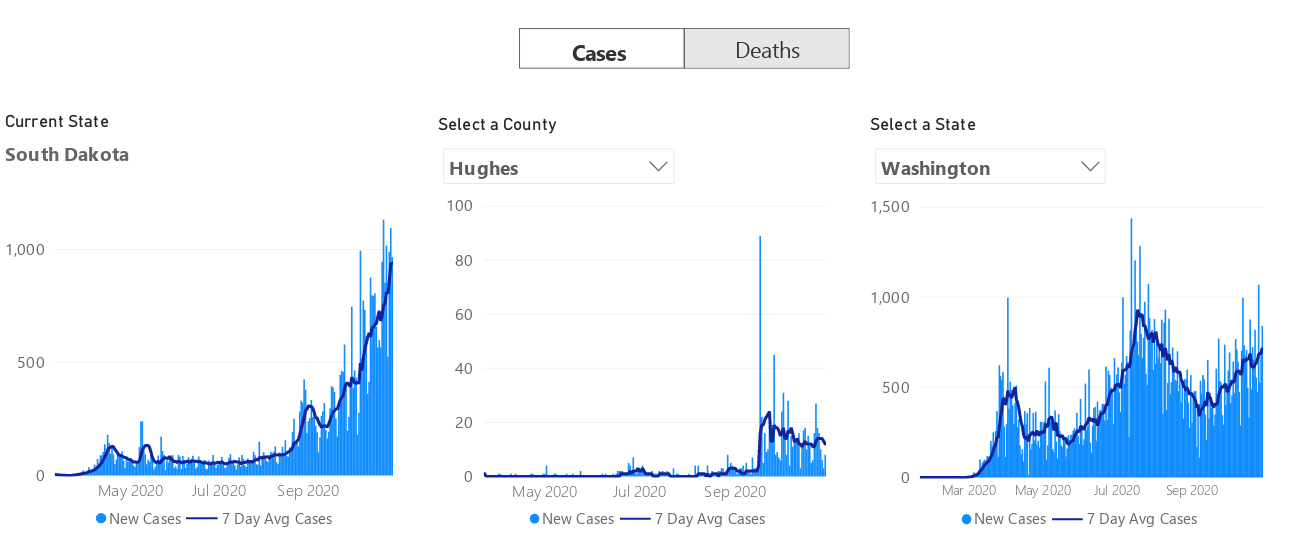 Cases Deaths
Current State
South Dakota
1,000
500
0
May 2020 Jul 2020 Sep 2020
New Cases 7 Day Avg Cases
Select a County
Hughes
100
80
60
40
20
0
May 2020 Jul 2020 Sep 2020
New Cases 7 Day Avg Cases
Select a State
Washington
1,500
1,000
500
0
Mar 2020 May 2020 Jul 2020 Sep 2020
New Cases 7 Day Avg Cases